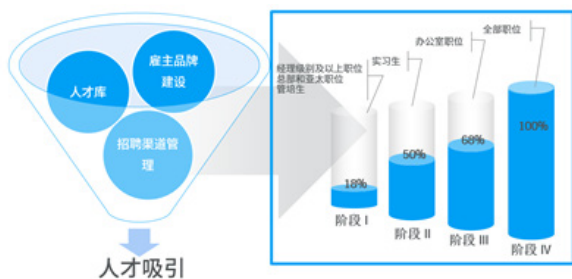 雇主品牌
建设
人才库
招聘渠道管
理
人才吸引
经理级别及以上职位
总部和亚太职位
管培生
实习生
办公室职位
全部职位
18%
50%
68%
100%
阶段 I
阶段 II
阶段 III
阶段 IV